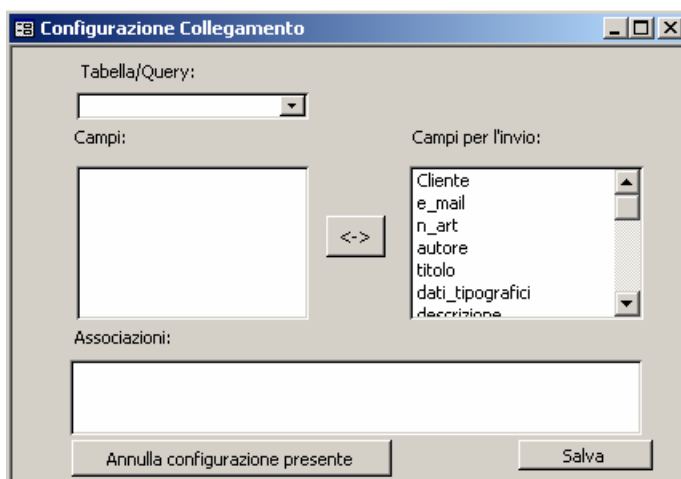 Configurazione Collegamento
Tabella/Query:
Campi:
Campi per l'invio:
Cliente
e_mail
n_art
<->
autore
titolo
dati_tipografici
descrizione
Associazioni:
Annulla configurazione presente
Salva